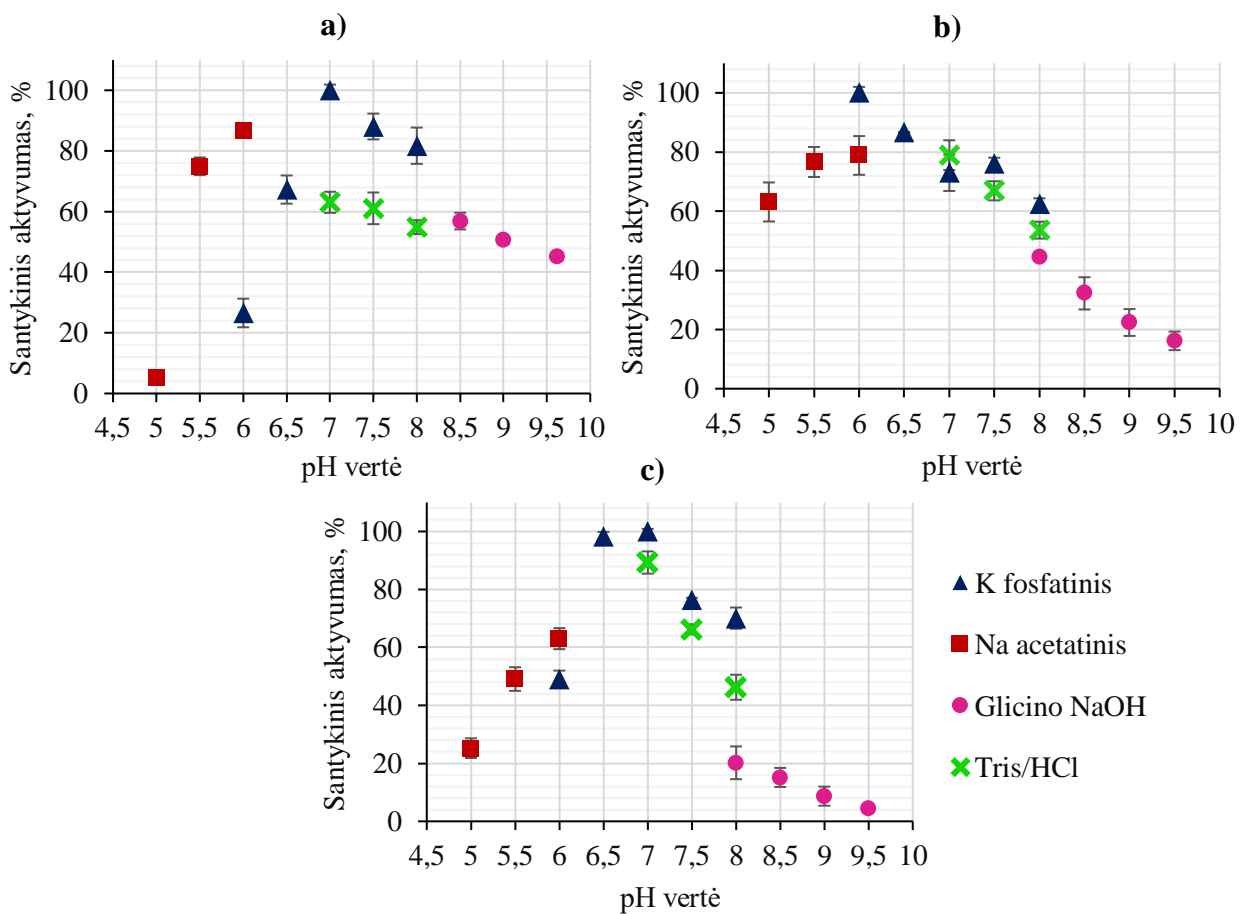 a)
Santykinis aktyvumas, %
100
80
60
40
20
0
4,5 5 5,5 6 6,5 7 7,5 8 8,5 9 9,5 10
pH vertė
b)
Santykinis aktyvumas, %
100
80
60
40
20
0
4,5 5 5,5 6 6,5 7 7,5 8 8,5 9 9,5 10
pH vertė
c)
Santykinis aktyvumas, %
100
80
60
40
20
0
4,5 5 5,5 6 6,5 7 7,5 8 8,5 9 9,5 10
pH vertė
K fosfatinis
Na acetatinis
Glicino NaOH
Tris/HCl